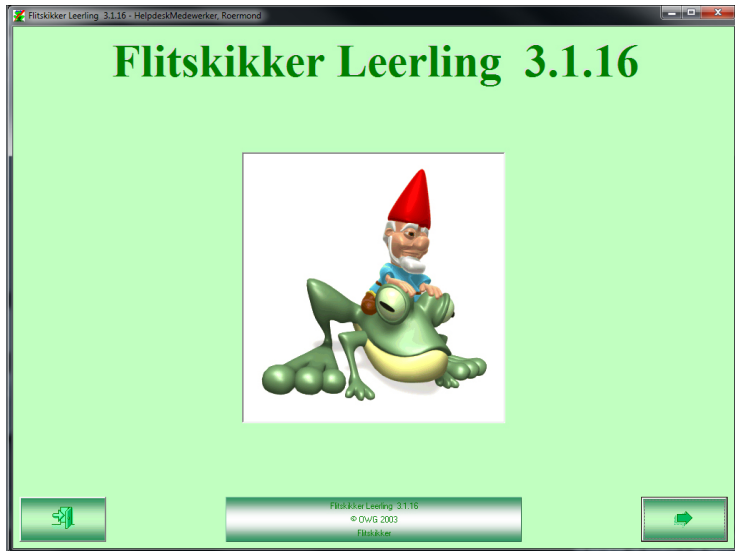 Flitskikker Leerling 3.1.16 - HelpdeskMedewerker, Roermond
Flitskikker Leerling 3.1.16
Flitskikker Leerling 3.1.16
© OWG 2003
Flitskikker